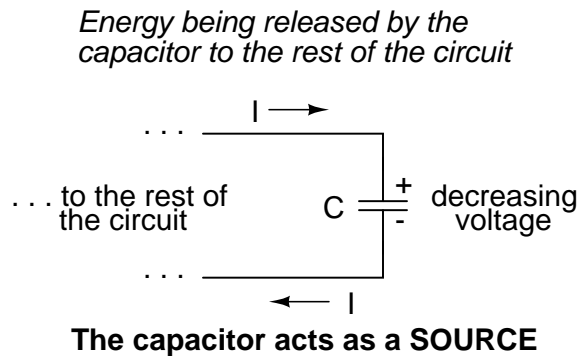 Energy being released by the
capacitor to the rest of the circuit
I
. . .
. . . to the rest of
the circuit
C
+
-
decreasing
voltage
. . .
I
The capacitor acts as a SOURCE